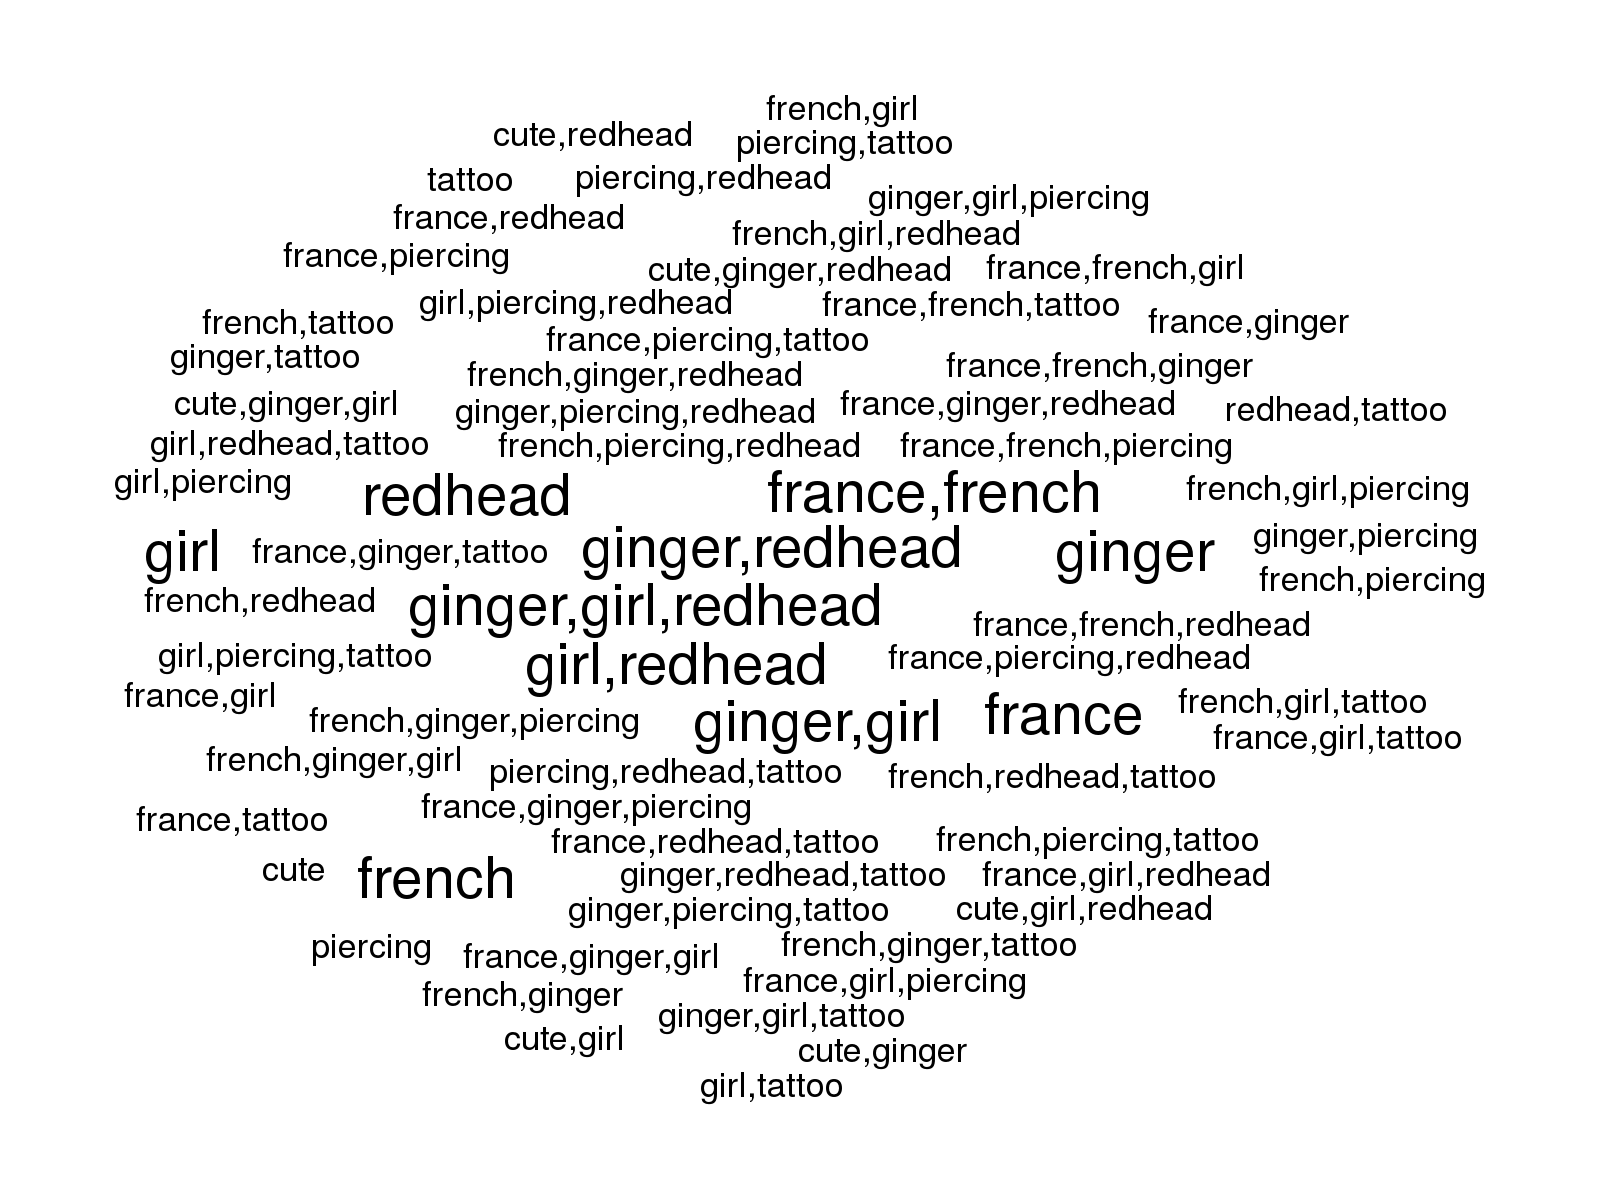 french,girl
cute,redhead
piercing,tattoo
tattoo
piercing,redhead
ginger,girl,piercing
france,redhead
french,girl,redhead
france,piercing
cute,ginger,redhead
france,french,girl
girl,piercing,redhead
france,french,tattoo
french,tattoo
france,ginger
france,piercing,tattoo
ginger,tattoo
french,ginger,redhead
france,french,ginger
cute,ginger,girl
ginger,piercing,redhead
france,ginger,redhead
redhead,tattoo
girl,redhead,tattoo
french,piercing,redhead
france,french,piercing
girl,piercing
redhead
france,french
french,girl,piercing
girl
france,ginger,tattoo
ginger,redhead
ginger
ginger,piercing
french,piercing
french,redhead
ginger,girl,redhead
france,french,redhead
girl,piercing,tattoo
girl,redhead
france,piercing,redhead
france,girl
french,ginger,piercing
ginger,girl
france
french,girl,tattoo
france,girl,tattoo
french,ginger,girl
piercing,redhead,tattoo
french,redhead,tattoo
france,ginger,piercing
france,tattoo
france,redhead,tattoo
french,piercing,tattoo
cute
french
ginger,redhead,tattoo
france,girl,redhead
ginger,piercing,tattoo
cute,girl,redhead
piercing
france,ginger,girl
french,ginger,tattoo
france,girl,piercing
french,ginger
ginger,girl,tattoo
cute,girl
cute,ginger
girl,tattoo